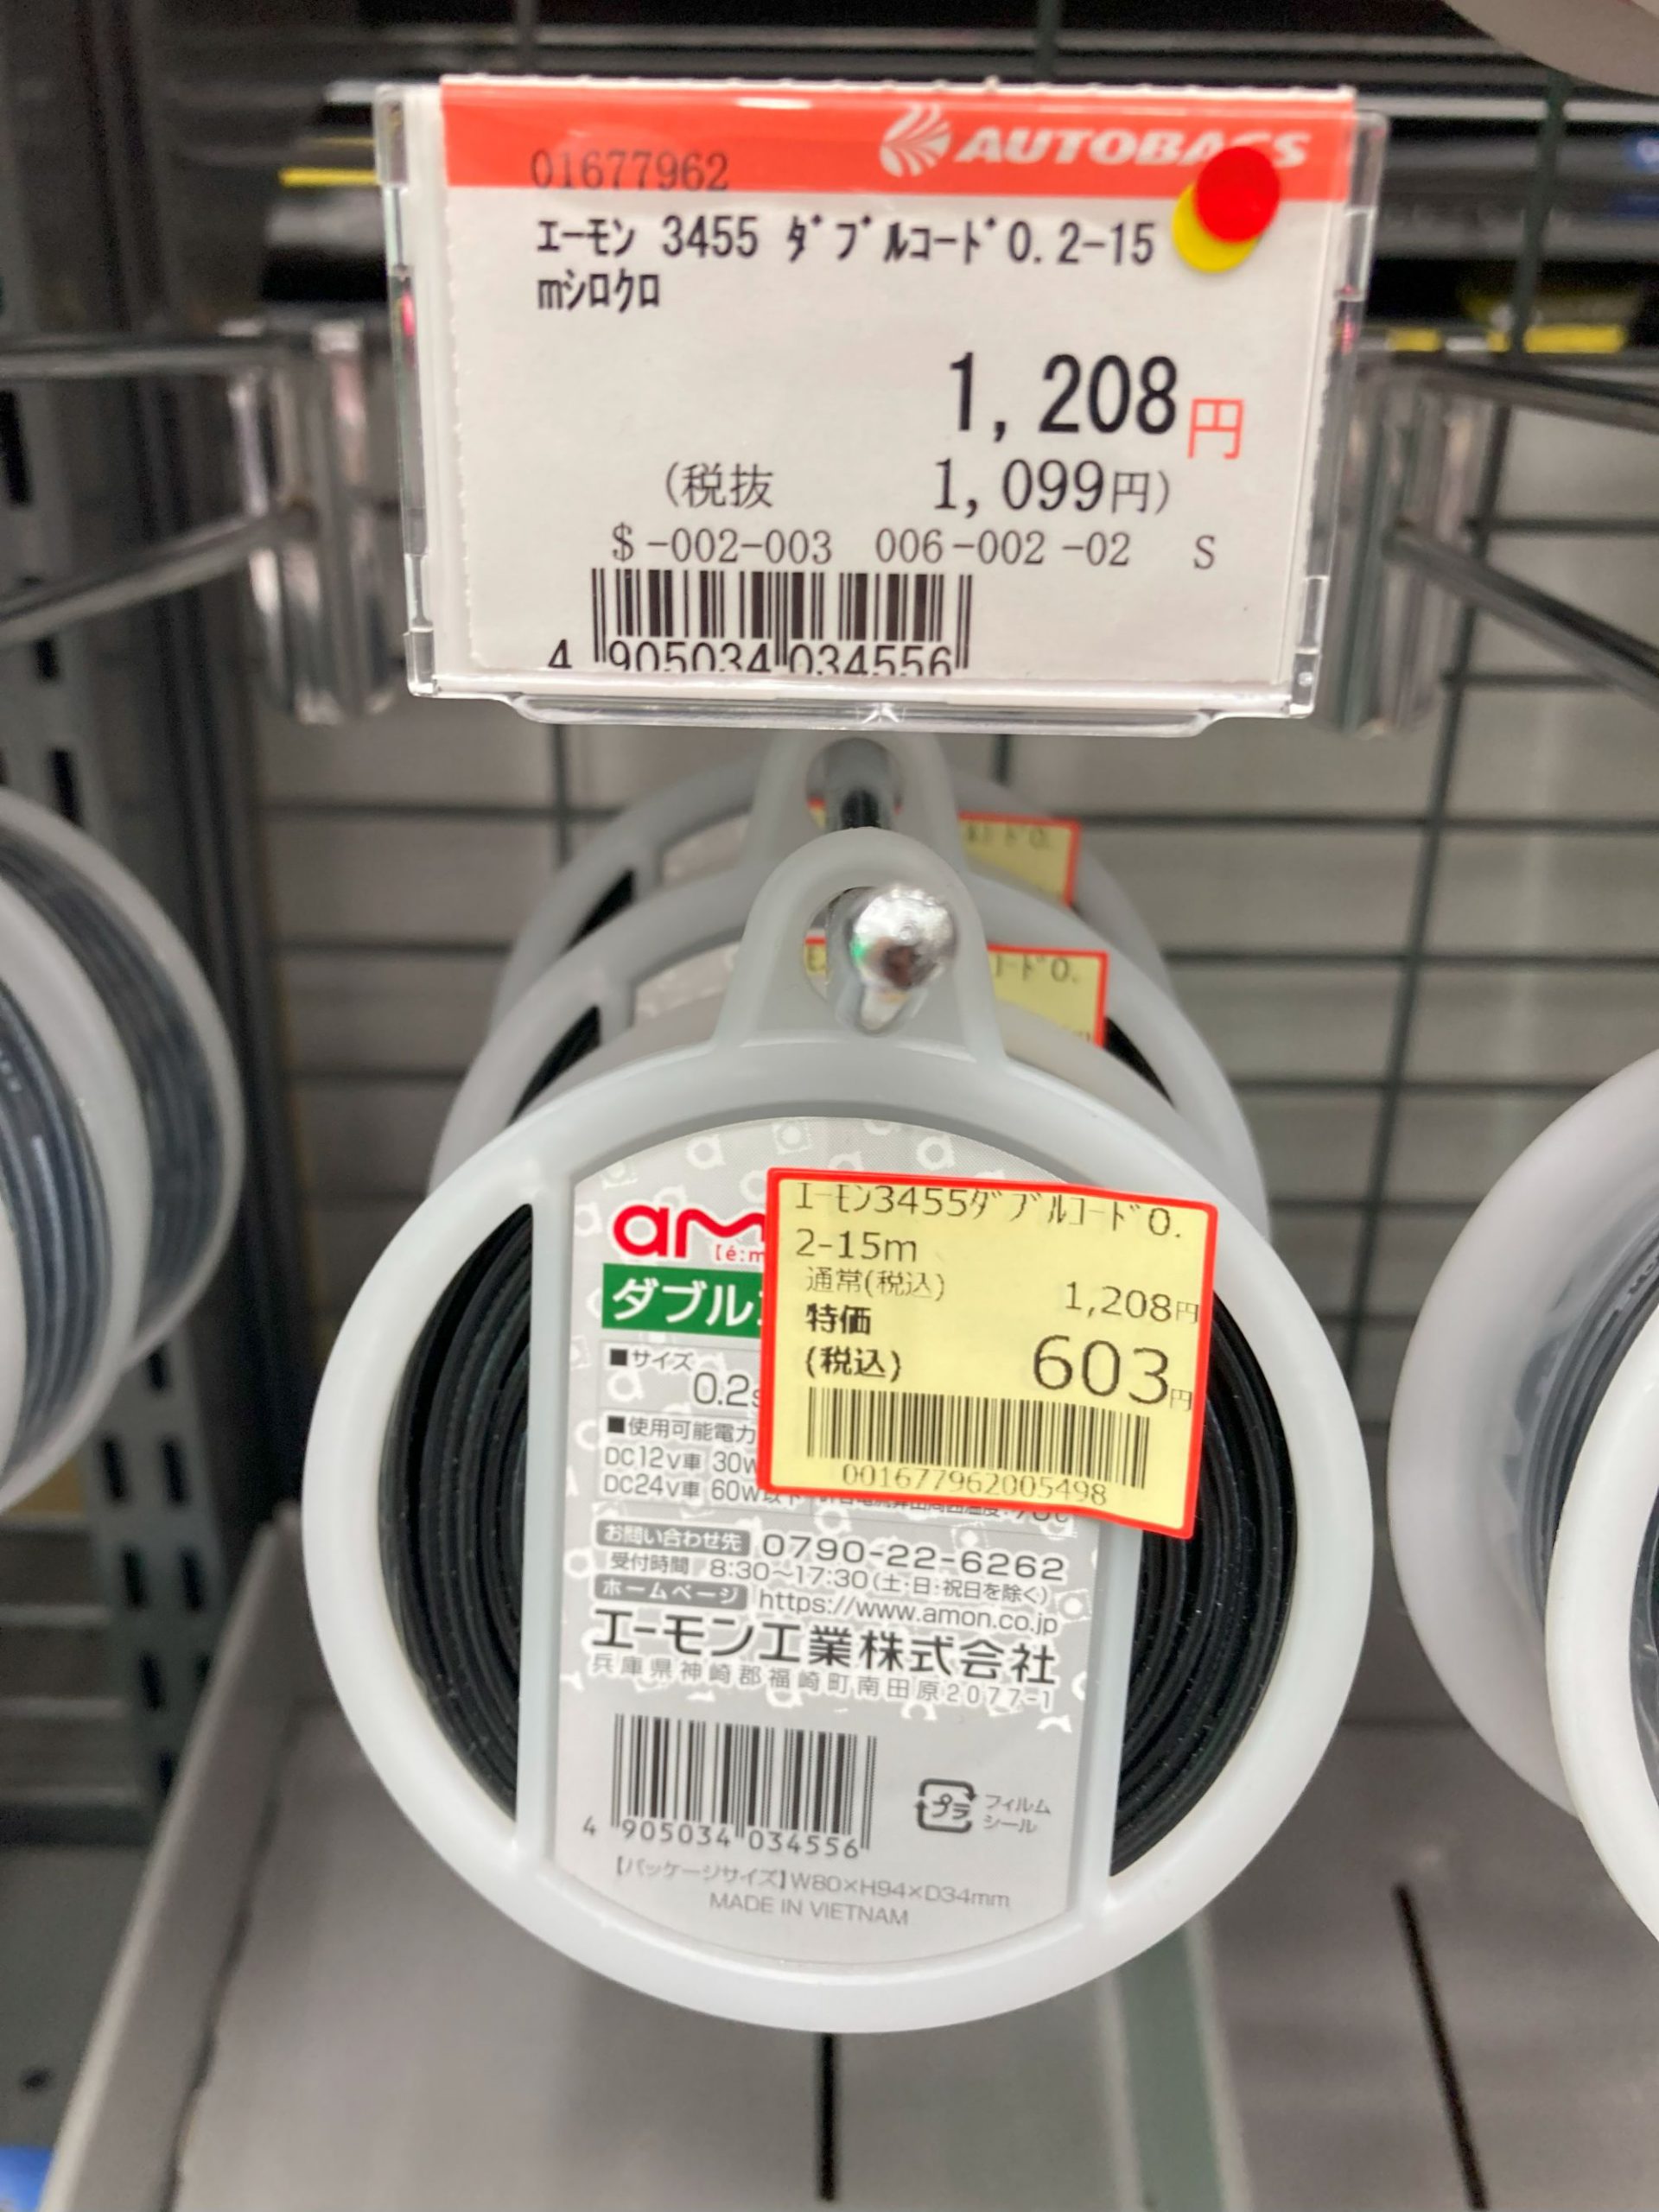 AUTOBACS
01677962
ｴｰﾓﾝ 3455 ﾀﾞﾌﾞﾙｺｰﾄﾞ0.2-15
mｼﾛｸﾛ
1,208円
(税抜 1,099円)
$-002-003 006-002-02 S
4 905034 034556
ｺｰﾄﾞ0.
am
[é:m
ｴｰﾓﾝ3455ﾀﾞﾌﾞﾙｺｰﾄﾞ0.
2-15m
通常(税込) 1,208円
特価
(税込) 603円
001677962005498
ダブル
■サイズ
0.2s
■使用可能電力
DC12V車 30W
DC24V車 60W以下
お問い合わせ先 0790-22-6262
受付時間 8:30〜17:30(土・日・祝日を除く)
ホームページ https://www.amon.co.jp
エーモン工業株式会社
兵庫県神崎郡福崎町南田原2077-1
4 905034 034556
プラ フィルム
シール
【パッケージサイズ】W80×H94×D34mm
MADE IN VIETNAM